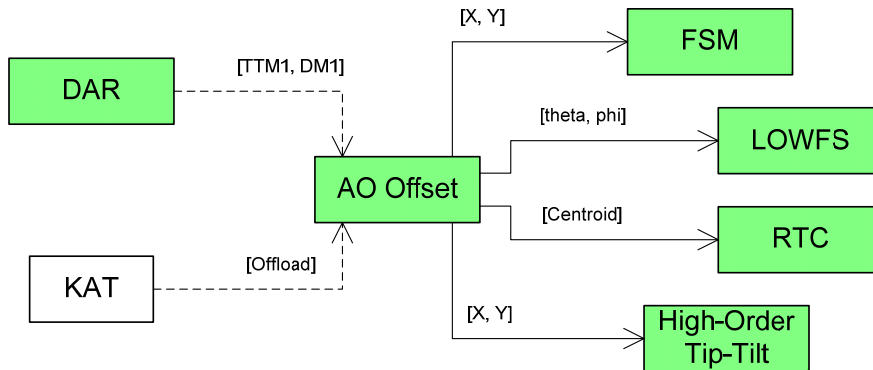 [X, Y]
FSM
[TTM1, DM1]
DAR
[theta, phi]
LOWFS
AO Offset
[Centroid]
RTC
[Offload]
KAT
[X, Y]
High-Order
Tip-Tilt